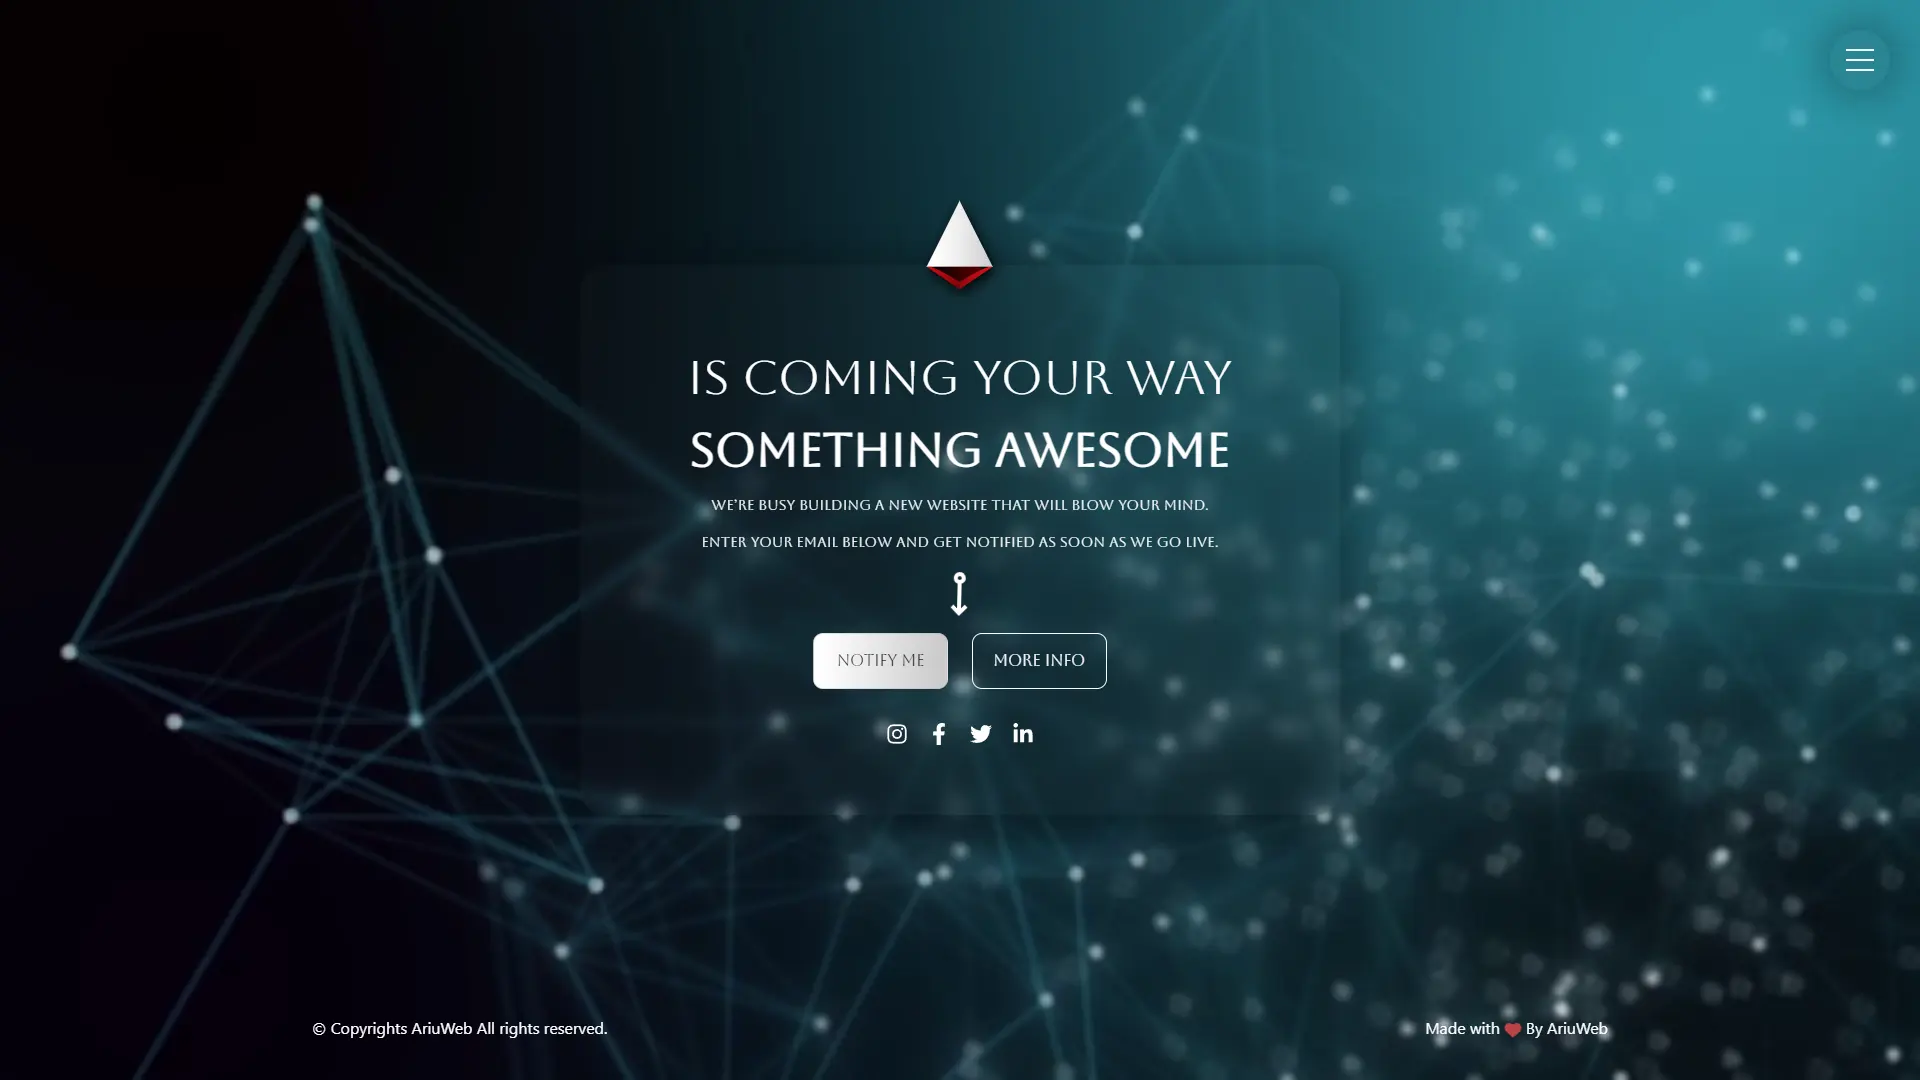 IS COMING YOUR WAY
SOMETHING AWESOME
WE'RE BUSY BUILDING A NEW WEBSITE THAT WILL BLOW YOUR MIND.
ENTER YOUR EMAIL BELOW AND GET NOTIFIED AS SOON AS WE GO LIVE.
NOTIFY ME
MORE INFO
© Copyrights AriuWeb All rights reserved.
Made with ❤ By AriuWeb